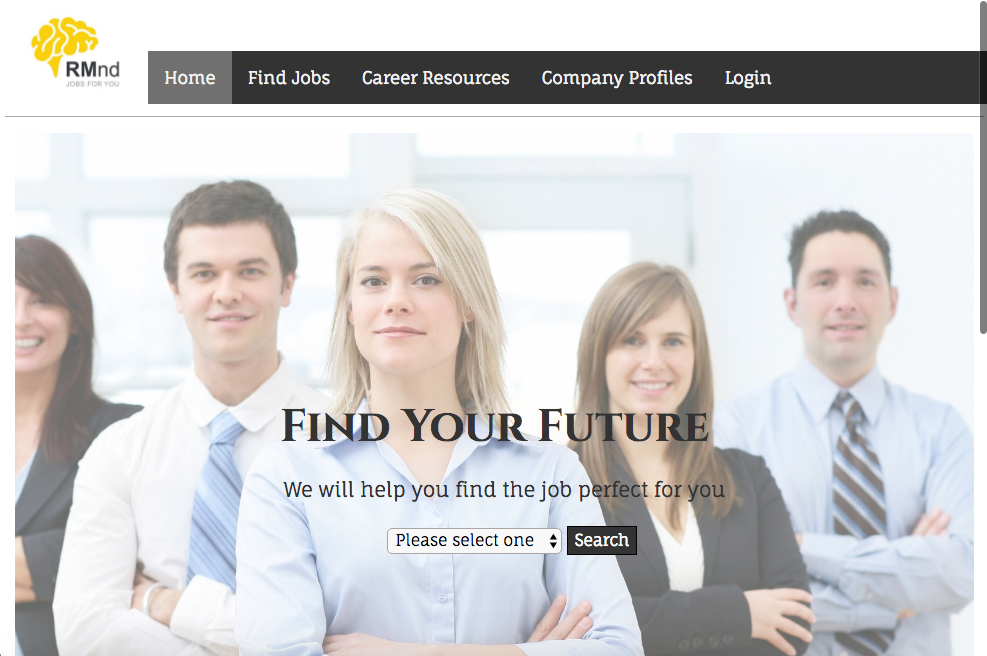 RMnd
JOBS FOR YOU
Home Find Jobs Career Resources Company Profiles Login
Find Your Future
We will help you find the job perfect for you
Please select one Search